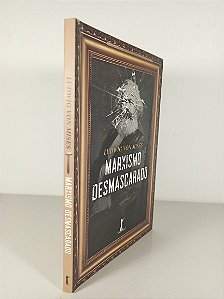 LUDWIG VON MISES
MARXISMO DESMASCARADO
LUDWIG VON MISES
MARXISMO
DESMASCARADO